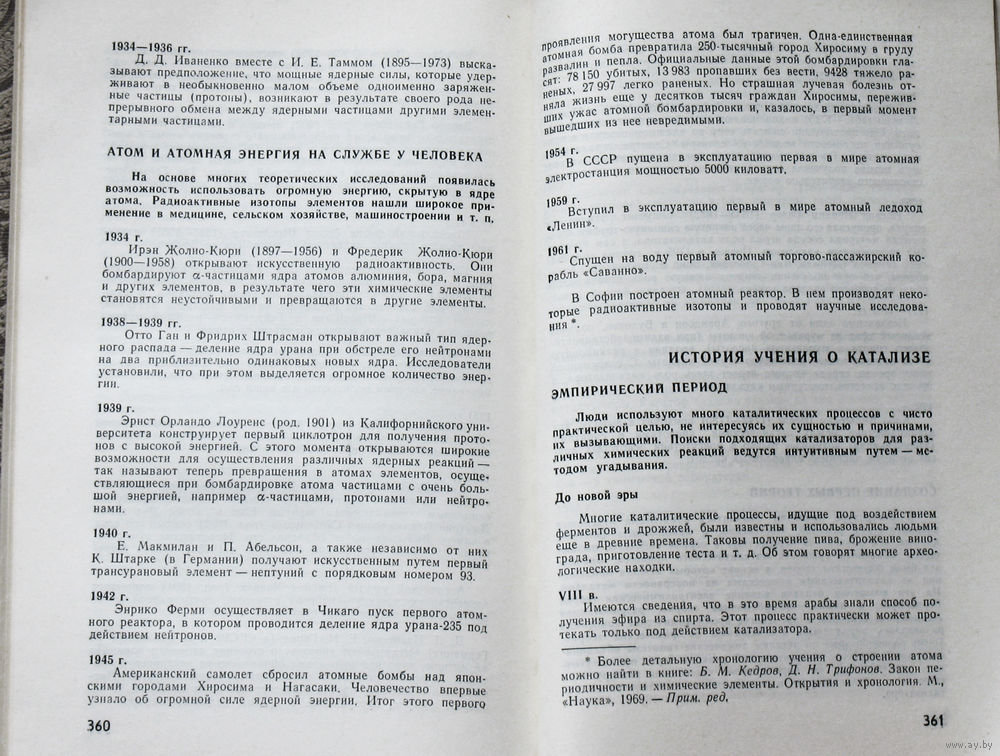 1934—1936 гг.
Д. Д. Иваненко вместе с И. Е. Таммом (1895—1973) выска-
зывают предположение, что мощные ядерные силы, которые удер-
живают в необыкновенно малом объеме одноименно заряжен-
ные частицы (протоны), возникают в результате своего рода не-
прерывного обмена между ядерными частицами другими элемен-
тарными частицами.
АТОМ И АТОМНАЯ ЭНЕРГИЯ НА СЛУЖБЕ У ЧЕЛОВЕКА
На основе многих теоретических исследований появилась
возможность использовать огромную энергию, скрытую в ядре
атома. Радиоактивные изотопы элементов нашли широкое при-
менение в медицине, сельском хозяйстве, машиностроении и т. п.
1934 г.
Ирэн Жолио-Кюри (1897—1956) и Фредерик Жолио-Кюри
(1900—1958) открывают искусственную радиоактивность. Они
бомбардируют α-частицами ядра атомов алюминия, бора, магния
и других элементов, в результате чего эти химические элементы
становятся неустойчивыми и превращаются в другие элементы.
1938—1939 гг.
Отто Ган и Фридрих Штрасман открывают важный тип ядер-
ного распада — деление ядра урана при обстреле его нейтронами
на два приблизительно одинаковых новых ядра. Исследователи
установили, что при этом выделяется огромное количество энер-
гии.
1939 г.
Эрнст Орландо Лоуренс (род. 1901) из Калифорнийского уни-
верситета конструирует первый циклотрон для получения прото-
нов с высокой энергией. С этого момента открываются широкие
возможности для осуществления различных ядерных реакций —
так называют теперь превращения в атомах элементов, осуще-
ствляющиеся при бомбардировке атома частицами с очень боль-
шой энергией, например α-частицами, протонами или нейтро-
нами.
1940 г.
Е. Макмилан и П. Абельсон, а также независимо от них
К. Штарке (в Германии) получают искусственным путем первый
трансурановый элемент — нептуний с порядковым номером 93.
1942 г.
Энрико Ферми осуществляет в Чикаго пуск первого атом-
ного реактора, в котором проводится деление ядра урана-235 под
действием нейтронов.
1945 г.
Американский самолет сбросил атомные бомбы над япон-
скими городами Хиросима и Нагасаки. Человечество впервые
узнало об огромной силе ядерной энергии. Итог этого первого
360
проявления могущества атома был трагичен. Одна-единственная
атомная бомба превратила 250-тысячный город Хиросиму в груду
развалин и пепла. Официальные данные этой бомбардировки гла-
сят: 78 150 убитых, 13 983 пропавших без вести, 9428 тяжело ра-
неных, 27 997 легко раненых. Но страшная лучевая болезнь от-
няла жизнь еще у десятков тысяч граждан Хиросимы, пережив-
ших ужас атомной бомбардировки и, казалось, в первый момент
вышедших из нее невредимыми.
1954 г.
В СССР пущена в эксплуатацию первая в мире атомная
электростанция мощностью 5000 киловатт.
1959 г.
Вступил в эксплуатацию первый в мире атомный ледоход
«Ленин».
1961 г.
Спущен на воду первый атомный торгово-пассажирский ко-
рабль «Саванно».
В Софии построен атомный реактор. В нем производят неко-
торые радиоактивные изотопы и проводят научные исследова-
ния *.
ИСТОРИЯ УЧЕНИЯ О КАТАЛИЗЕ
ЭМПИРИЧЕСКИЙ ПЕРИОД
Люди используют много каталитических процессов с чисто
практической целью, не интересуясь их сущностью и причинами,
их вызывающими. Поиски подходящих катализаторов для раз-
личных химических реакций ведутся интуитивным путем — ме-
тодом угадывания.
До новой эры
Многие каталитические процессы, идущие под воздействием
ферментов и дрожжей, были известны и использовались людьми
еще в древние времена. Таковы получение пива, брожение вино-
града, приготовление теста и т. д. Об этом говорят многие архео-
логические находки.
VIII в.
Имеются сведения, что в это время арабы знали способ по-
лучения эфира из спирта. Этот процесс практически может про-
текать только под действием катализатора.
* Более детальную хронологию учения о строении атома
можно найти в книге: Б. М. Кедров, Д. Н. Трифонов. Закон пе-
риодичности и химические элементы. Открытия и хронология. М.,
«Наука», 1969. — Прим. ред.
361
www.ay.by